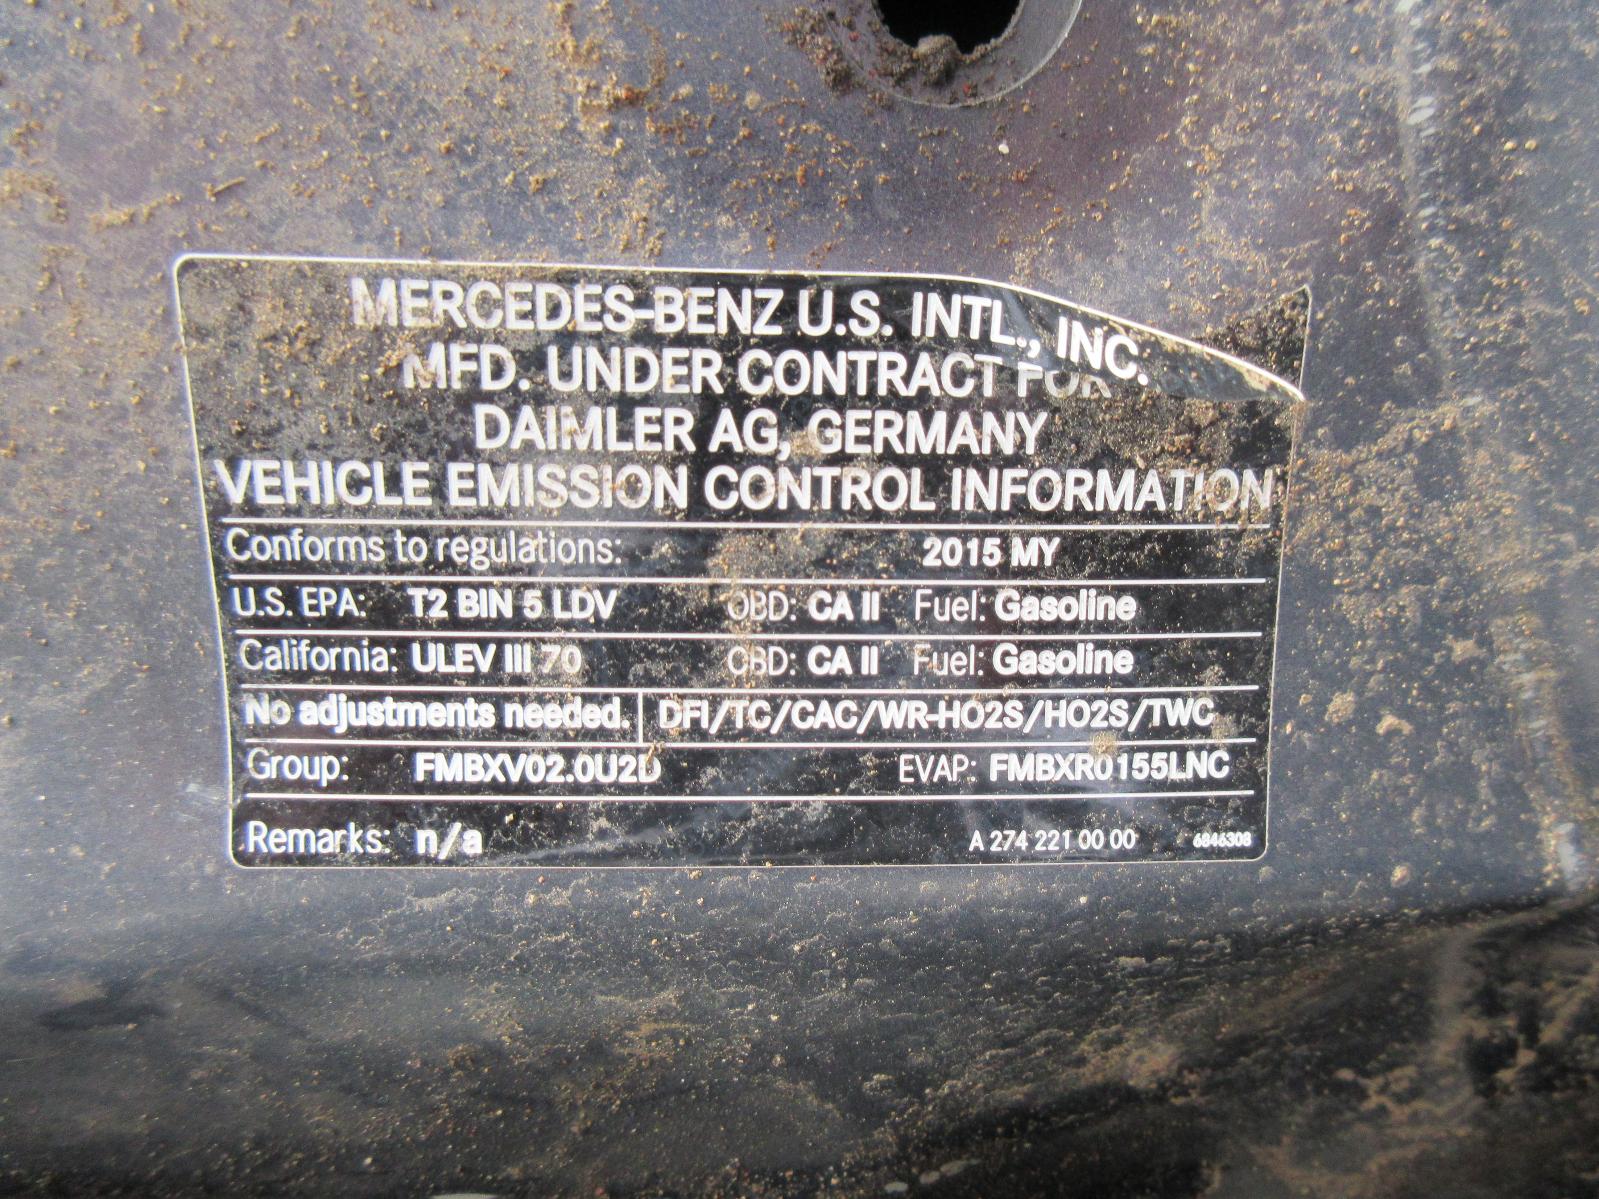 MERCEDES-BENZ U.S. INTL., INC.
MFD. UNDER CONTRACT FOR
DAIMLER AG, GERMANY
VEHICLE EMISSION CONTROL INFORMATION
Conforms to regulations: 2015 MY
U.S. EPA: T2 BIN 5 LDV OBD: CA II Fuel: Gasoline
California: ULEV III 70 OBD: CA II Fuel: Gasoline
No adjustments needed. DFI/TC/CAC/WR-HO2S/HO2S/TWC
Group: FMBXV02.0U2D EVAP: FMBXR0155LNC
Remarks: n/a A 274 221 00 00 6846308